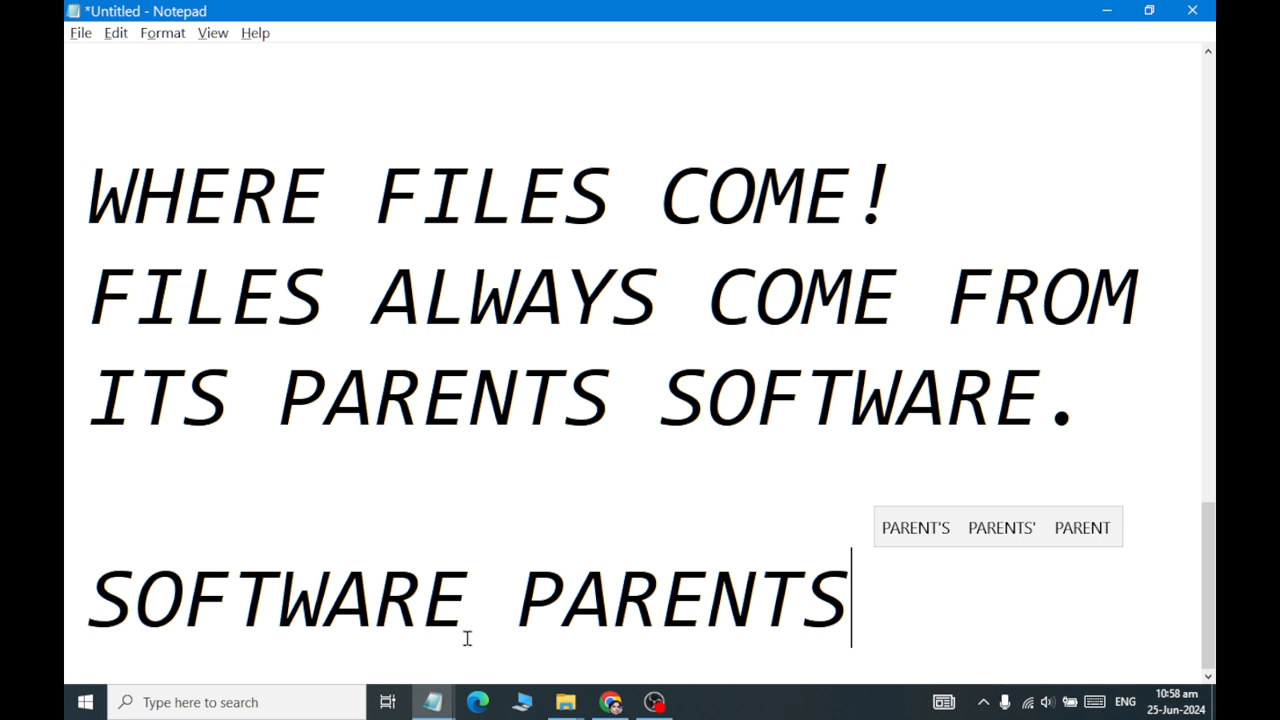 *Untitled - Notepad
File Edit Format View Help
WHERE FILES COME!
FILES ALWAYS COME FROM
ITS PARENTS SOFTWARE.
PARENT'S PARENTS' PARENT
SOFTWARE PARENTS
Type here to search
ENG
10:58 am
25-Jun-2024